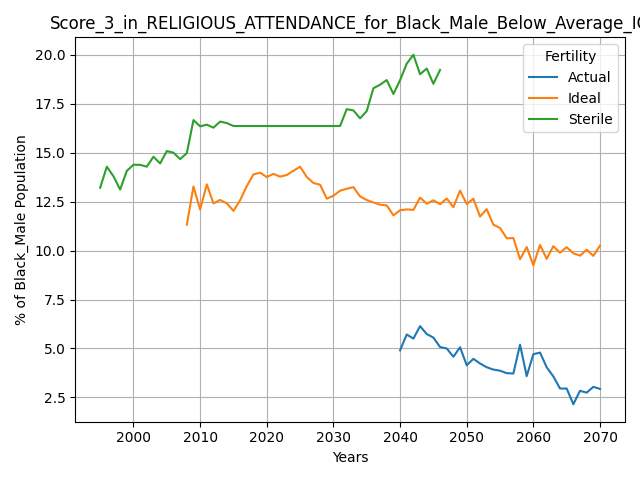 Score_3_in_RELIGIOUS_ATTENDANCE_for_Black_Male_Below_Average_IQ
Fertility
Actual
Ideal
Sterile
% of Black_Male Population
20.0
17.5
15.0
12.5
10.0
7.5
5.0
2.5
2000 2010 2020 2030 2040 2050 2060 2070
Years